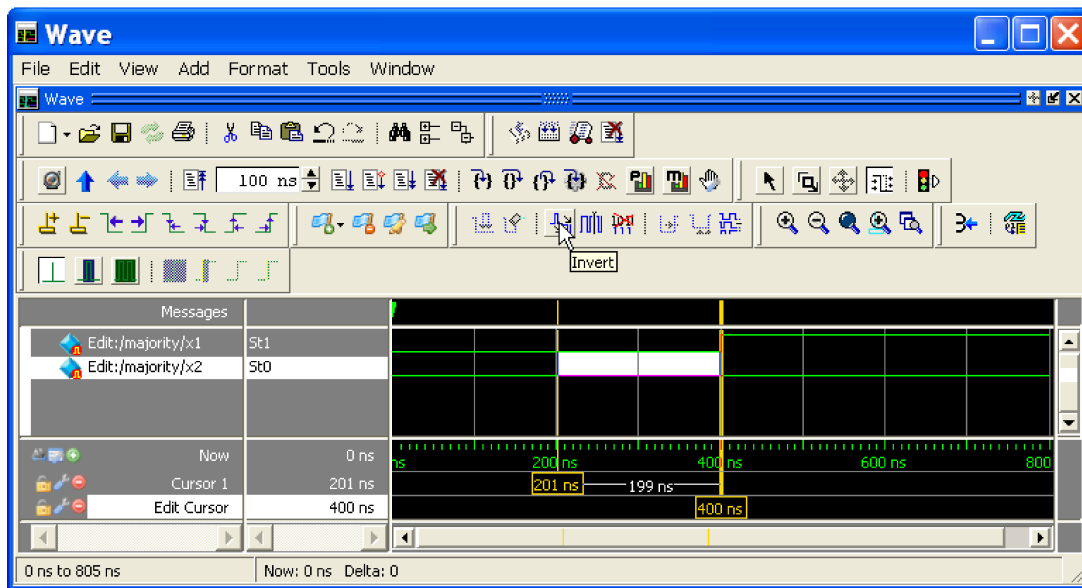 Wave
File Edit View Add Format Tools Window
Wave
100 ns
Invert
Messages
Edit:/majority/x1 St1
Edit:/majority/x2 St0
Now 0 ns
ns 200 ns 400 ns 600 ns 800
Cursor 1 201 ns 201 ns 199 ns
Edit Cursor 400 ns 400 ns
0 ns to 805 ns Now: 0 ns Delta: 0